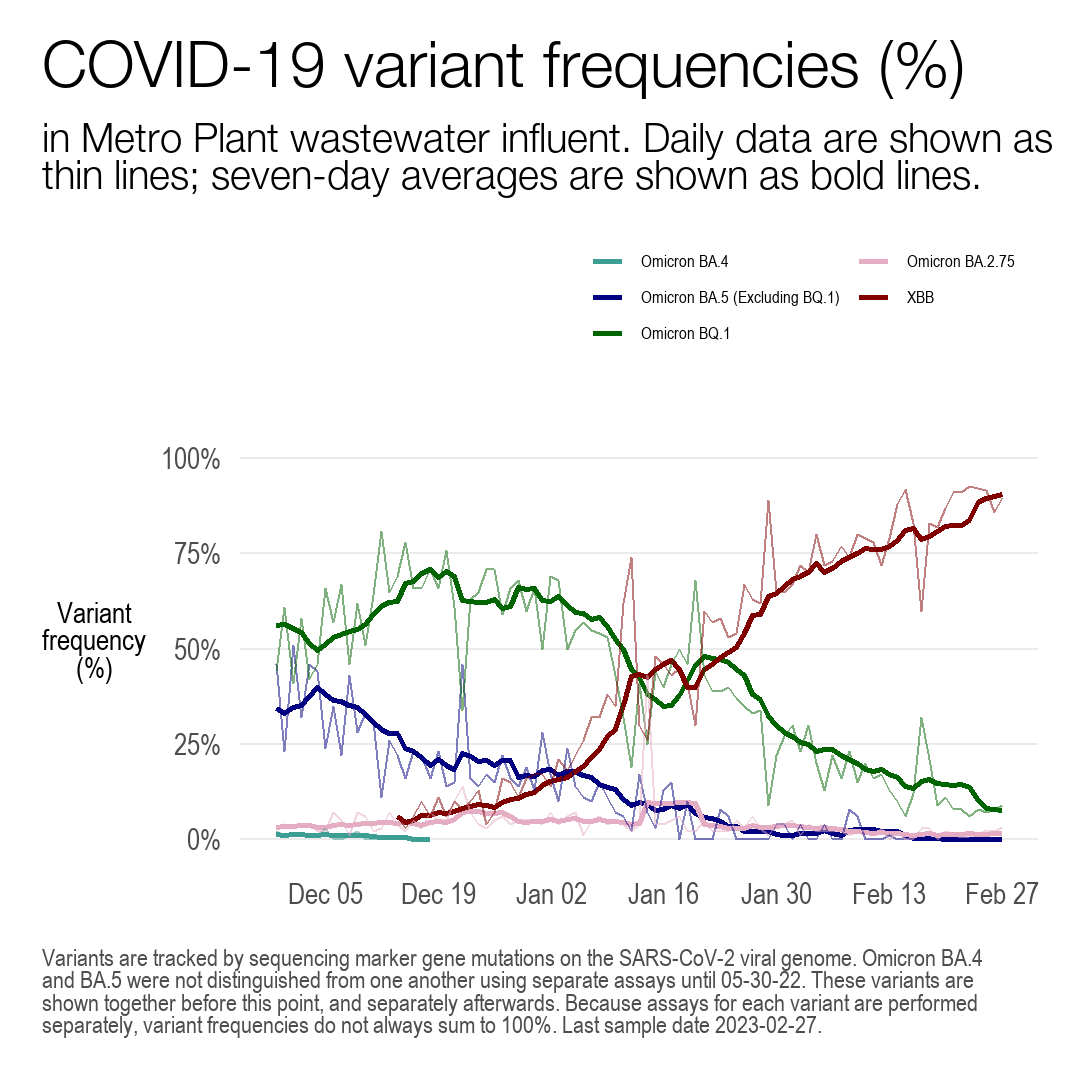 COVID-19 variant frequencies (%)
in Metro Plant wastewater influent. Daily data are shown as
thin lines; seven-day averages are shown as bold lines.
Omicron BA.4
Omicron BA.2.75
Omicron BA.5 (Excluding BQ.1)
XBB
Omicron BQ.1
100%
75%
Variant
frequency
(%)
50%
25%
0%
Dec 05
Dec 19
Jan 02
Jan 16
Jan 30
Feb 13
Feb 27
Variants are tracked by sequencing marker gene mutations on the SARS-CoV-2 viral genome. Omicron BA.4
and BA.5 were not distinguished from one another using separate assays until 05-30-22. These variants are
shown together before this point, and separately afterwards. Because assays for each variant are performed
separately, variant frequencies do not always sum to 100%. Last sample date 2023-02-27.